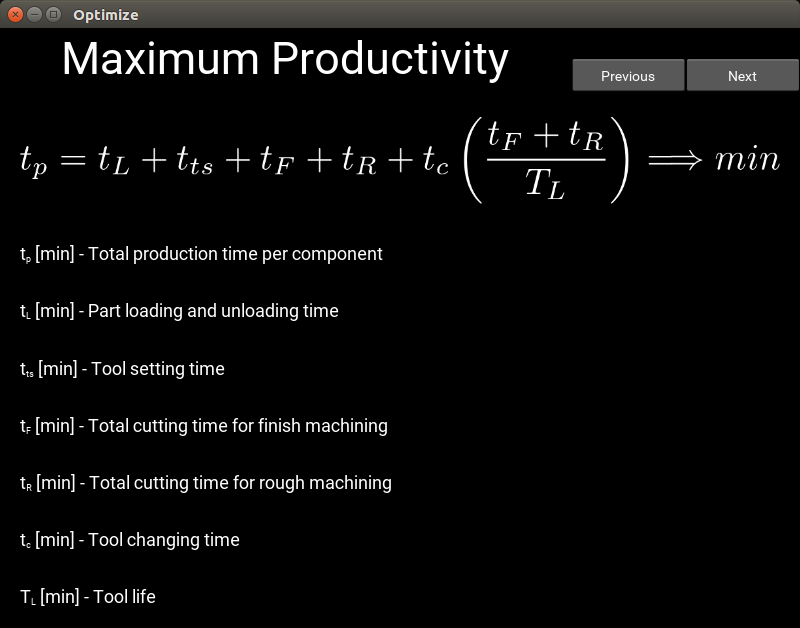 Optimize
Maximum Productivity
Previous
Next
t_p = t_L + t_{ts} + t_F + t_R + t_c \left( \frac{t_F + t_R}{T_L} \right) \Longrightarrow min
t_p [min] - Total production time per component
t_L [min] - Part loading and unloading time
t_{ts} [min] - Tool setting time
t_F [min] - Total cutting time for finish machining
t_R [min] - Total cutting time for rough machining
t_c [min] - Tool changing time
T_L [min] - Tool life